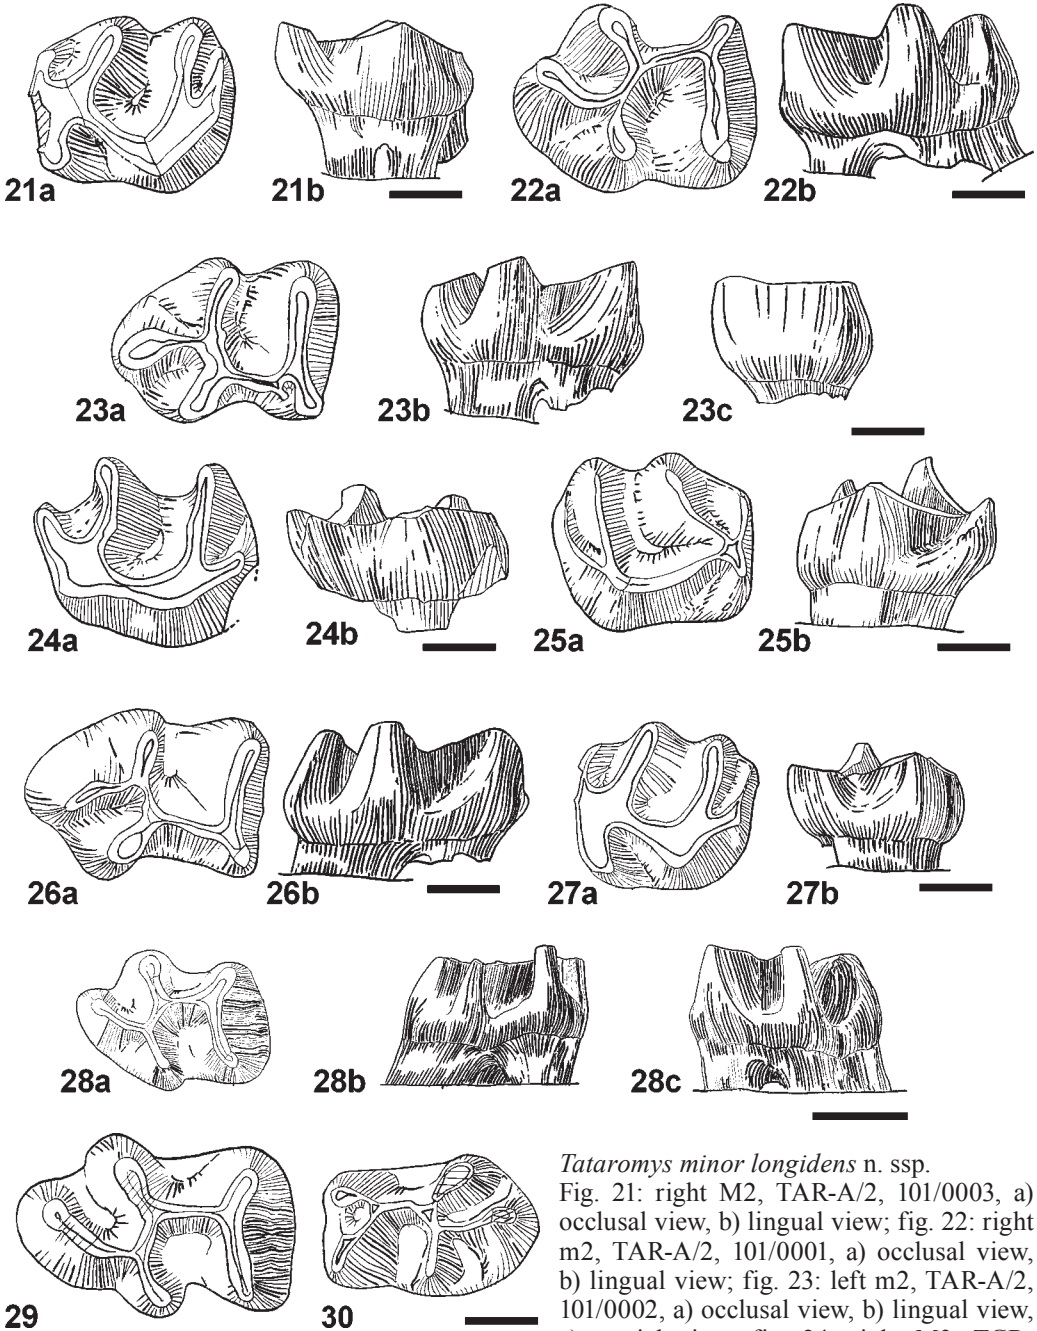 21a
21b
22a
22b
23a
23b
23c
24a
24b
25a
25b
26a
26b
27a
27b
28a
28b
28c
29
30
Tataromys minor longidens n. ssp.
Fig. 21: right M2, TAR-A/2, 101/0003, a)
occlusal view, b) lingual view; fig. 22: right
m2, TAR-A/2, 101/0001, a) occlusal view,
b) lingual view; fig. 23: left m2, TAR-A/2,
101/0002, a) occlusal view, b) lingual view,